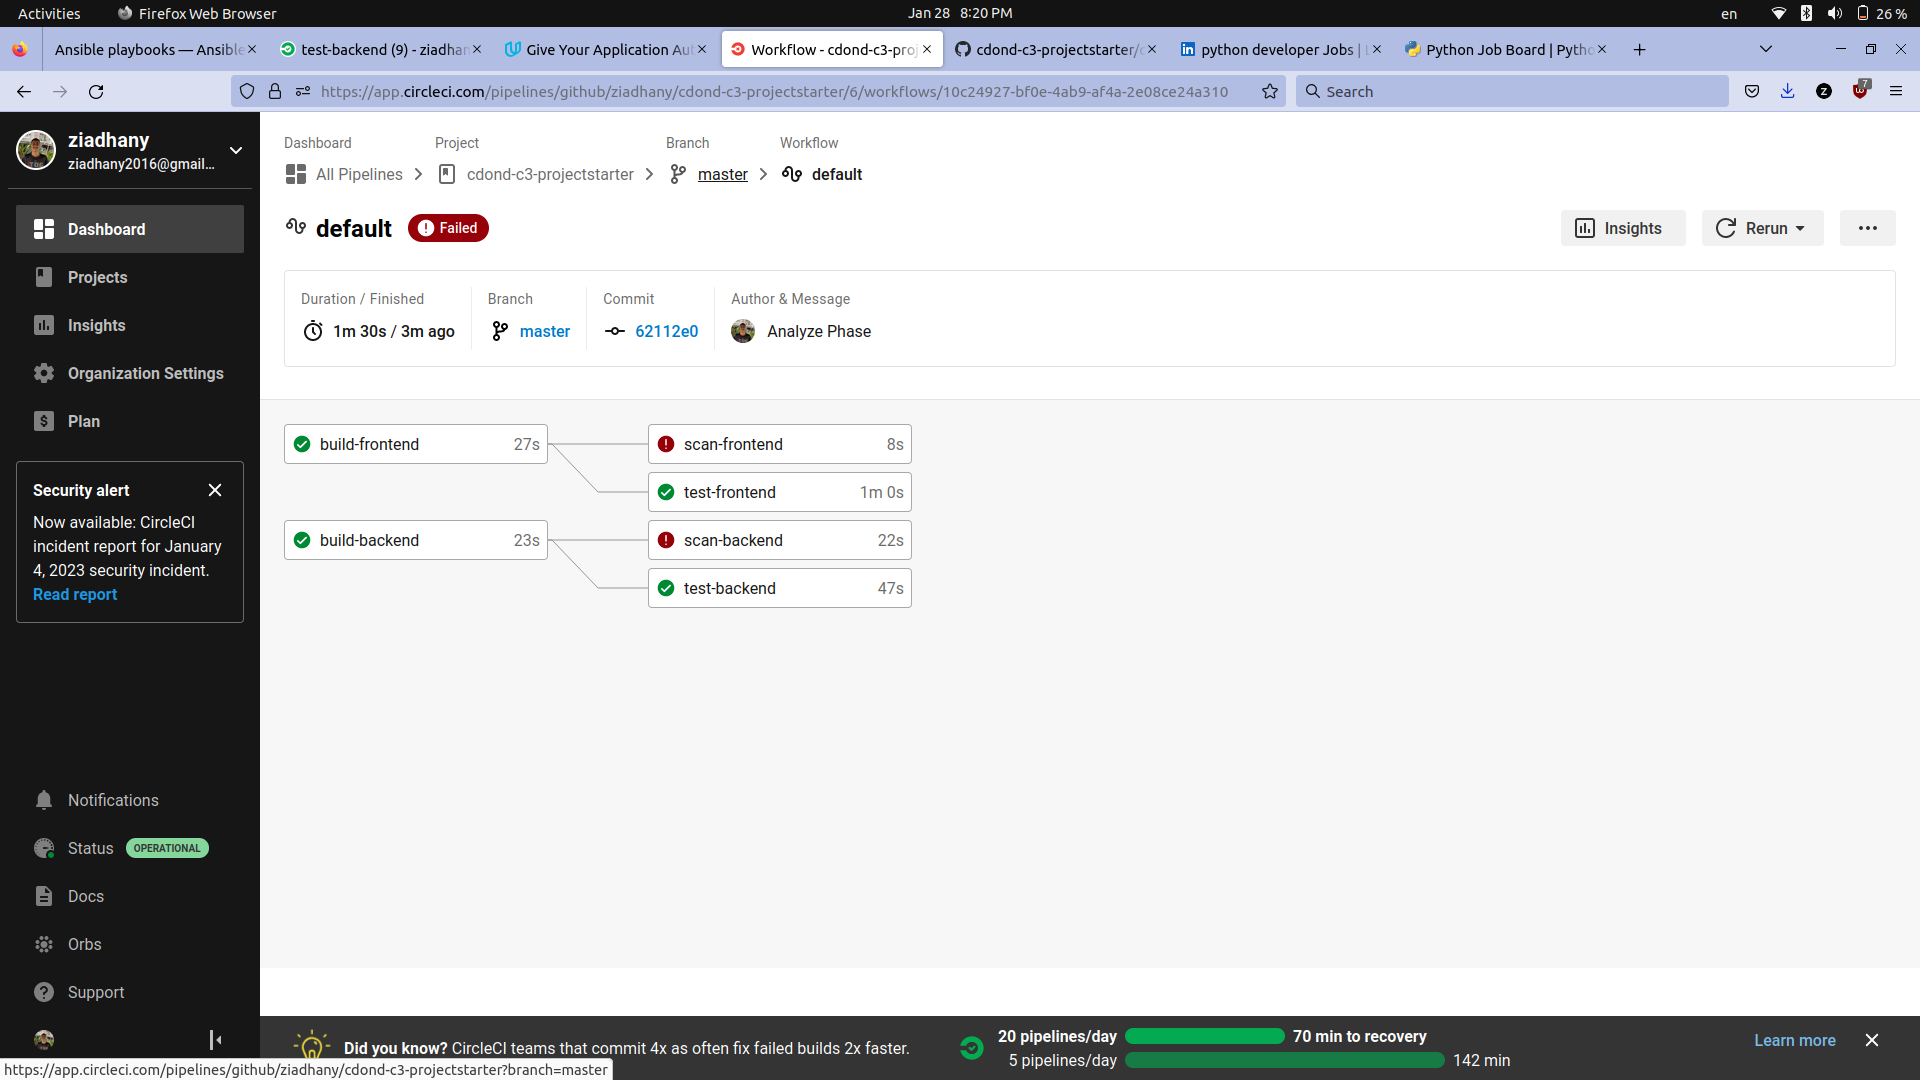 Activities
Firefox Web Browser
Jan 28 8:20 PM
en
26 %
Ansible playbooks — Ansible
test-backend (9) - ziadhan
Give Your Application Aut
Workflow - cdond-c3-proj
cdond-c3-projectstarter/c
python developer Jobs | L
Python Job Board | Pytho
https://app.circleci.com/pipelines/github/ziadhany/cdond-c3-projectstarter/6/workflows/10c24927-bf0e-4ab9-af4a-2e08ce24a310
Search
7
ziadhany
ziadhany2016@gmail...
Dashboard
Projects
Insights
Organization Settings
Plan
Security alert
Now available: CircleCI
incident report for January
4, 2023 security incident.
Read report
Notifications
Status OPERATIONAL
Docs
Orbs
Support
Dashboard Project Branch Workflow
All Pipelines cdond-c3-projectstarter master default
default Failed
Insights Rerun
Duration / Finished Branch Commit Author & Message
1m 30s / 3m ago master 62112e0 Analyze Phase
build-frontend 27s
scan-frontend 8s
test-frontend 1m 0s
build-backend 23s
scan-backend 22s
test-backend 47s
Did you know? CircleCI teams that commit 4x as often fix failed builds 2x faster.
20 pipelines/day 70 min to recovery
5 pipelines/day 142 min
Learn more
https://app.circleci.com/pipelines/github/ziadhany/cdond-c3-projectstarter?branch=master